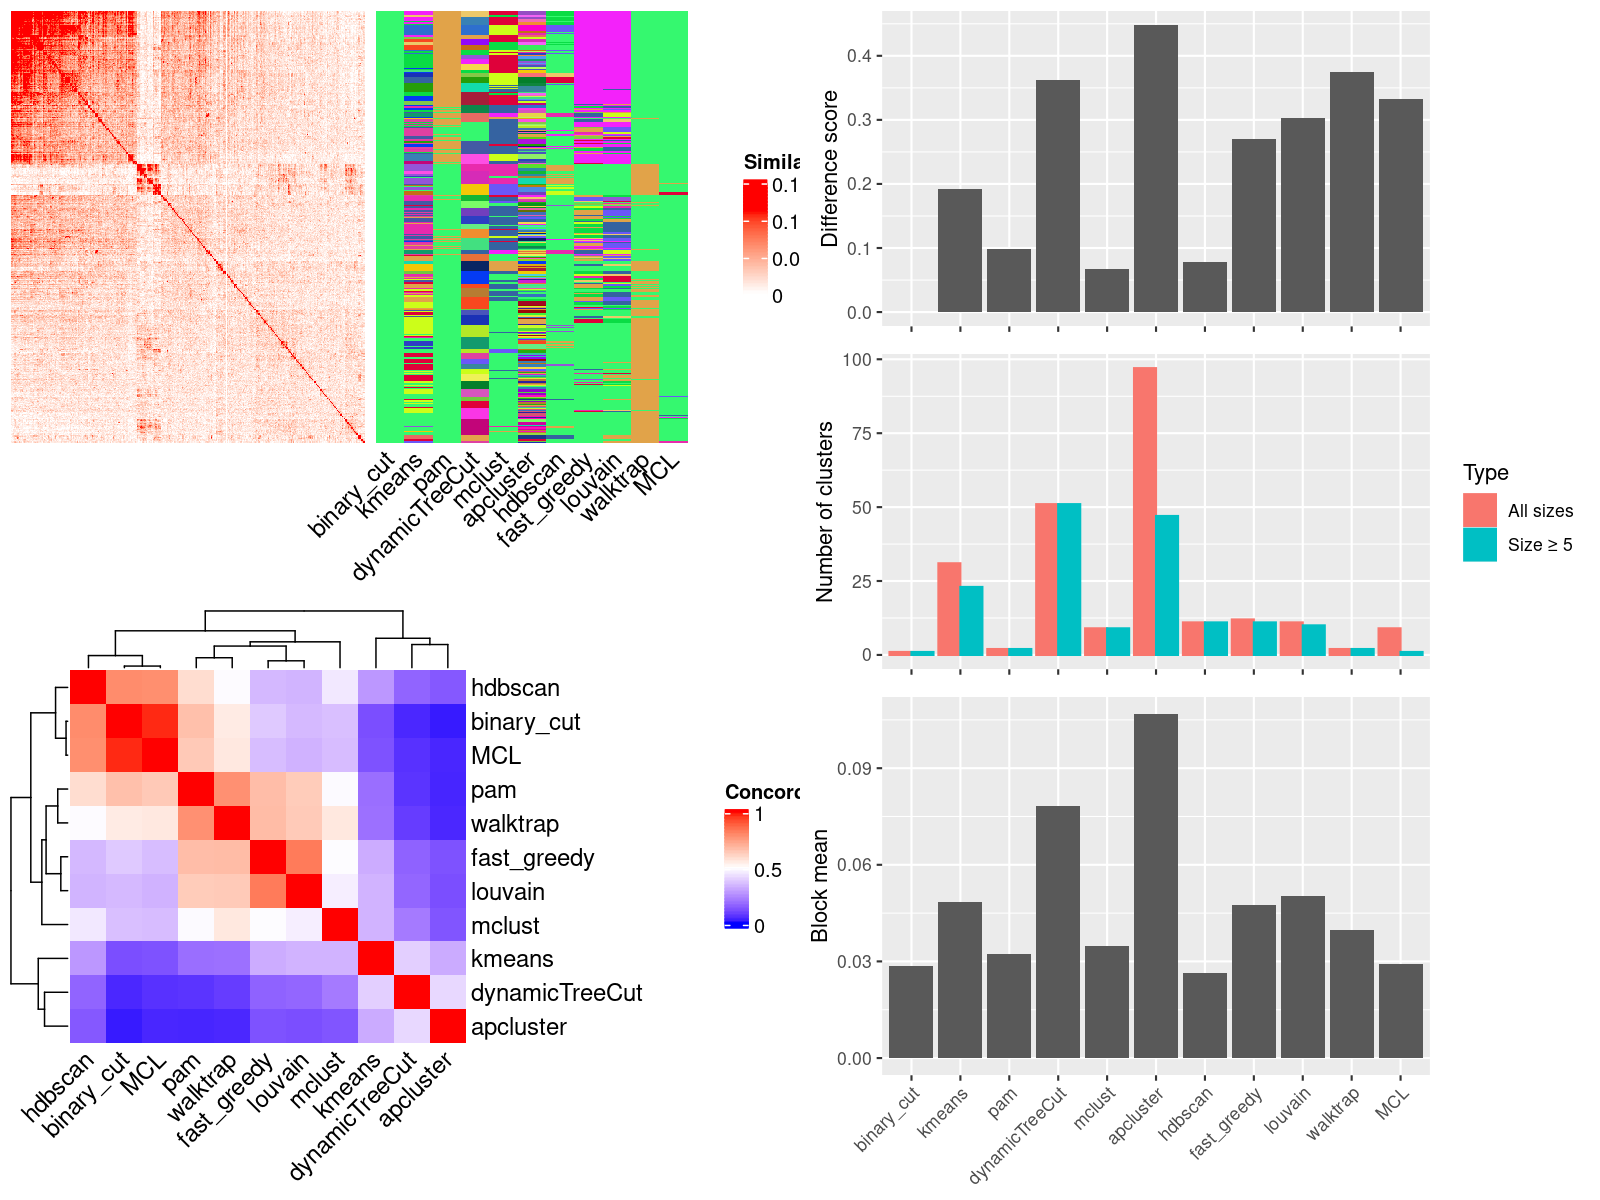 Simila
0.1
0.1
0.0
0
binary_cut
kmeans
pam
dynamicTreeCut
mclust
apcluster
hdbscan
fast_greedy
louvain
walktrap
MCL
Difference score
0.4
0.3
0.2
0.1
0.0
Number of clusters
100
75
50
25
0
Type
All sizes
Size ≥ 5
hdbscan
binary_cut
MCL
pam
walktrap
fast_greedy
louvain
mclust
kmeans
dynamicTreeCut
apcluster
hdbscan
binary_cut
MCL
pam
walktrap
fast_greedy
louvain
mclust
kmeans
dynamicTreeCut
apcluster
Concord
1
0.5
0
Block mean
0.09
0.06
0.03
0.00
binary_cut
kmeans
pam
dynamicTreeCut
mclust
apcluster
hdbscan
fast_greedy
louvain
walktrap
MCL